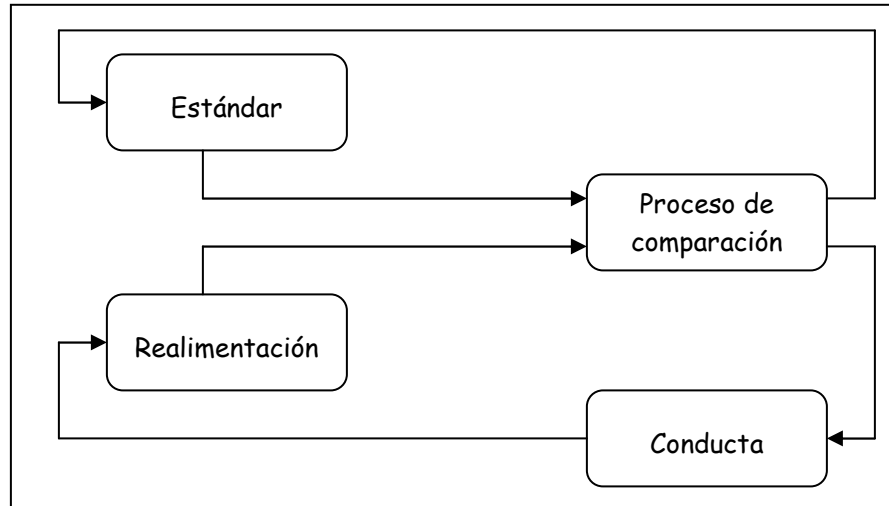 Estándar
Proceso de
comparación
Realimentación
Conducta